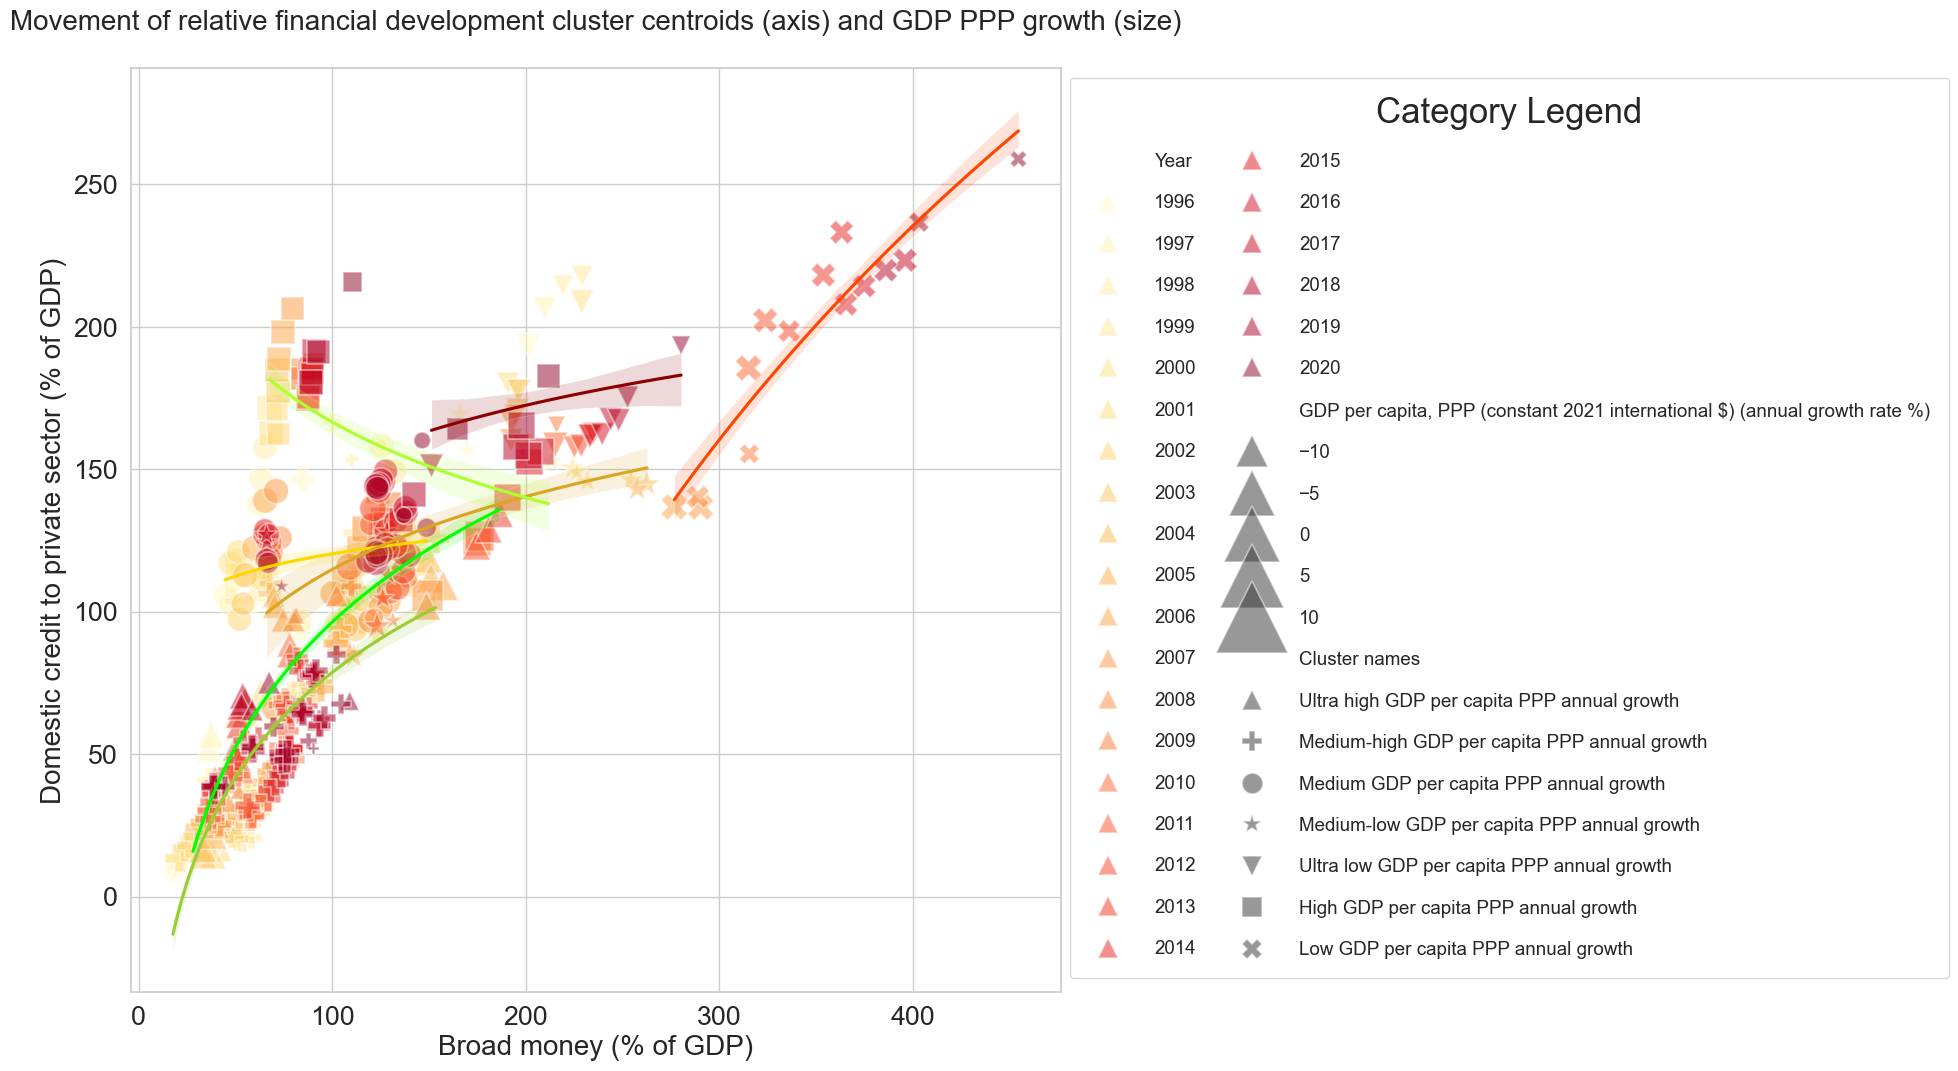 Movement of relative financial development cluster centroids (axis) and GDP PPP growth (size)
Domestic credit to private sector (% of GDP)
250
200
150
100
50
0
0 100 200 300 400
Broad money (% of GDP)
Category Legend
Year
1996
1997
1998
1999
2000
2001
2002
2003
2004
2005
2006
2007
2008
2009
2010
2011
2012
2013
2014
2015
2016
2017
2018
2019
2020
GDP per capita, PPP (constant 2021 international $) (annual growth rate %)
−10
−5
0
5
10
Cluster names
Ultra high GDP per capita PPP annual growth
Medium-high GDP per capita PPP annual growth
Medium GDP per capita PPP annual growth
Medium-low GDP per capita PPP annual growth
Ultra low GDP per capita PPP annual growth
High GDP per capita PPP annual growth
Low GDP per capita PPP annual growth